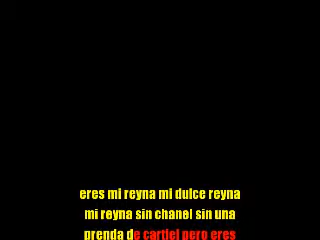 eres mi reyna mi dulce reyna
mi reyna sin chanel sin una
prenda de cartiel pero eres